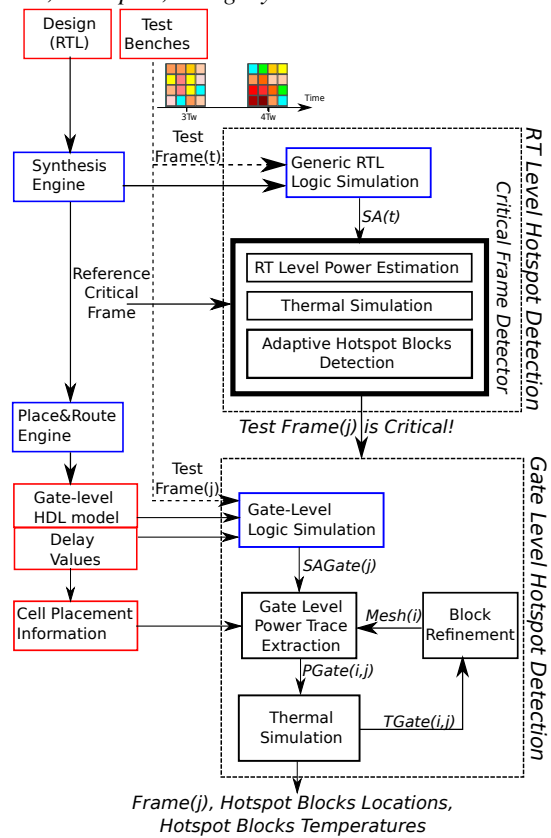 Design
(RTL)
Test
Benches
Time
3Tw
4Tw
Test
Frame(t)
Synthesis
Engine
Generic RTL
Logic Simulation
SA(t)
RT Level Power Estimation
Thermal Simulation
Adaptive Hotspot Blocks
Detection
Reference
Critical
Frame
Critical Frame Detector
RT Level Hotspot Detection
Test Frame(j) is Critical!
Place&Route
Engine
Test
Frame(j)
Gate-level
HDL model
Delay
Values
Gate-Level
Logic Simulation
SAGate(j)
Cell Placement
Information
Gate Level
Power Trace
Extraction
Mesh(i)
Block
Refinement
PGate(i,j)
Thermal
Simulation
TGate(i,j)
Gate Level Hotspot Detection
Frame(j), Hotspot Blocks Locations,
Hotspot Blocks Temperatures